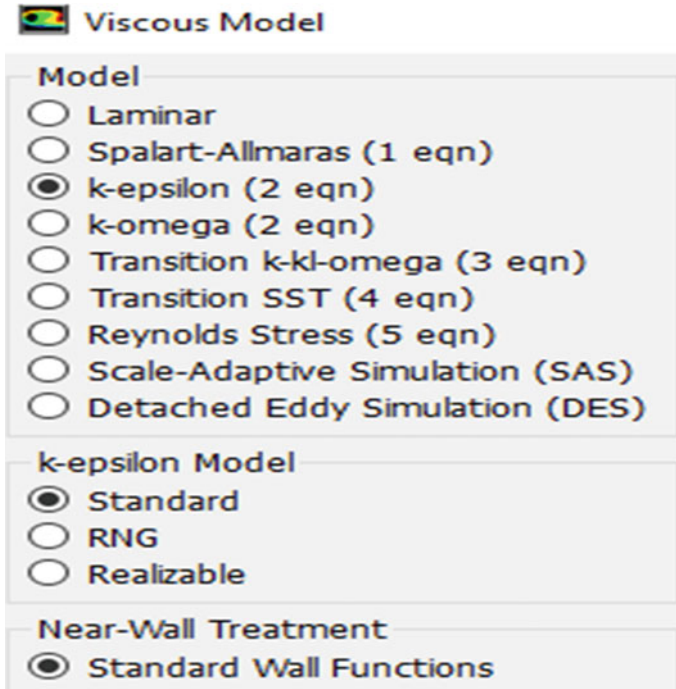 Viscous Model
Model
Laminar
Spalart-Allmaras (1 eqn)
k-epsilon (2 eqn)
k-omega (2 eqn)
Transition k-kl-omega (3 eqn)
Transition SST (4 eqn)
Reynolds Stress (5 eqn)
Scale-Adaptive Simulation (SAS)
Detached Eddy Simulation (DES)
k-epsilon Model
Standard
RNG
Realizable
Near-Wall Treatment
Standard Wall Functions